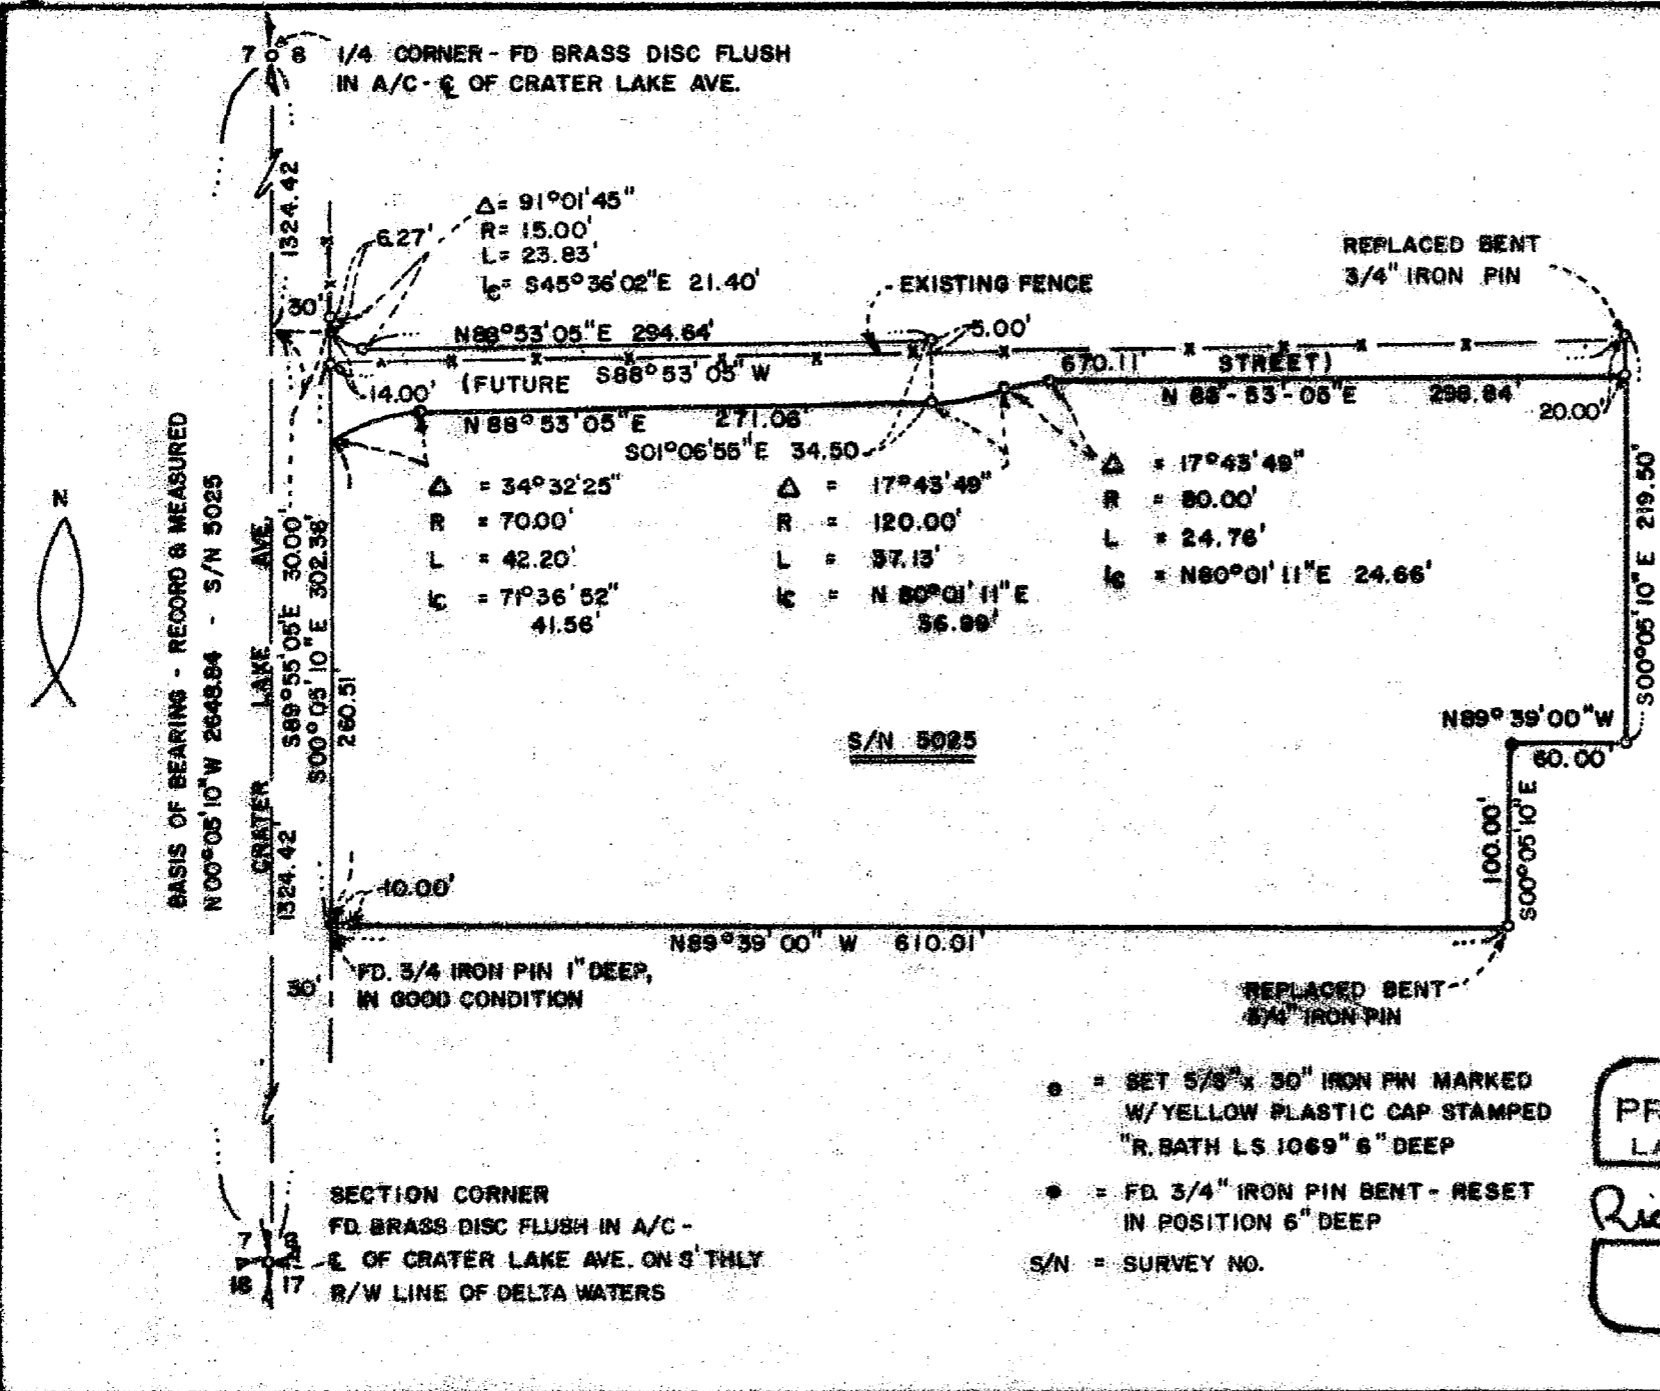 7 8 1/4 CORNER - FD BRASS DISC FLUSH
IN A/C - ℄ OF CRATER LAKE AVE.
1324.42
Δ= 91°01'45"
R= 15.00'
L= 23.83'
lc= S45°36'02"E 21.40'
6.27'
30'
EXISTING FENCE
REPLACED BENT
3/4" IRON PIN
N88°53'05"E 294.64'
5.00'
670.11'
(FUTURE S88°53'05"W STREET)
14.00'
N88°53'05"E 271.06'
N 88-53-05"E 298.84'
20.00'
S01°06'55"E 34.50
Δ = 34°32'25"
R = 70.00'
L = 42.20'
lc = 71°36'52"
41.56'
Δ = 17°43'49"
R = 120.00'
L = 37.13'
lc = N 80°01'11"E
36.99'
Δ = 17°43'49"
R = 80.00'
L = 24.76'
lc = N80°01'11"E 24.66'
N
BASIS OF BEARING - RECORD & MEASURED
N00°05'10"W 2648.84 - S/N 5025
CRATER LAKE AVE.
S89°55'05"E 30.00'
S00°05'10"E 302.38'
260.51'
1324.42'
S00°05'10"E 219.50'
S/N 5025
N89°39'00"W
60.00'
100.00'
S00°05'10"E
10.00'
N89°39'00"W 610.01'
FD. 3/4 IRON PIN 1" DEEP,
IN GOOD CONDITION
30'
REPLACED BENT
3/4" IRON PIN
= SET 5/8" x 30" IRON PIN MARKED
W/YELLOW PLASTIC CAP STAMPED
"R. BATH LS 1069" 6" DEEP
= FD. 3/4" IRON PIN BENT - RESET
IN POSITION 6" DEEP
S/N = SURVEY NO.
SECTION CORNER
FD. BRASS DISC FLUSH IN A/C -
℄ OF CRATER LAKE AVE. ON S'THLY
R/W LINE OF DELTA WATERS
7 8
18 17
PR
LA
Ric